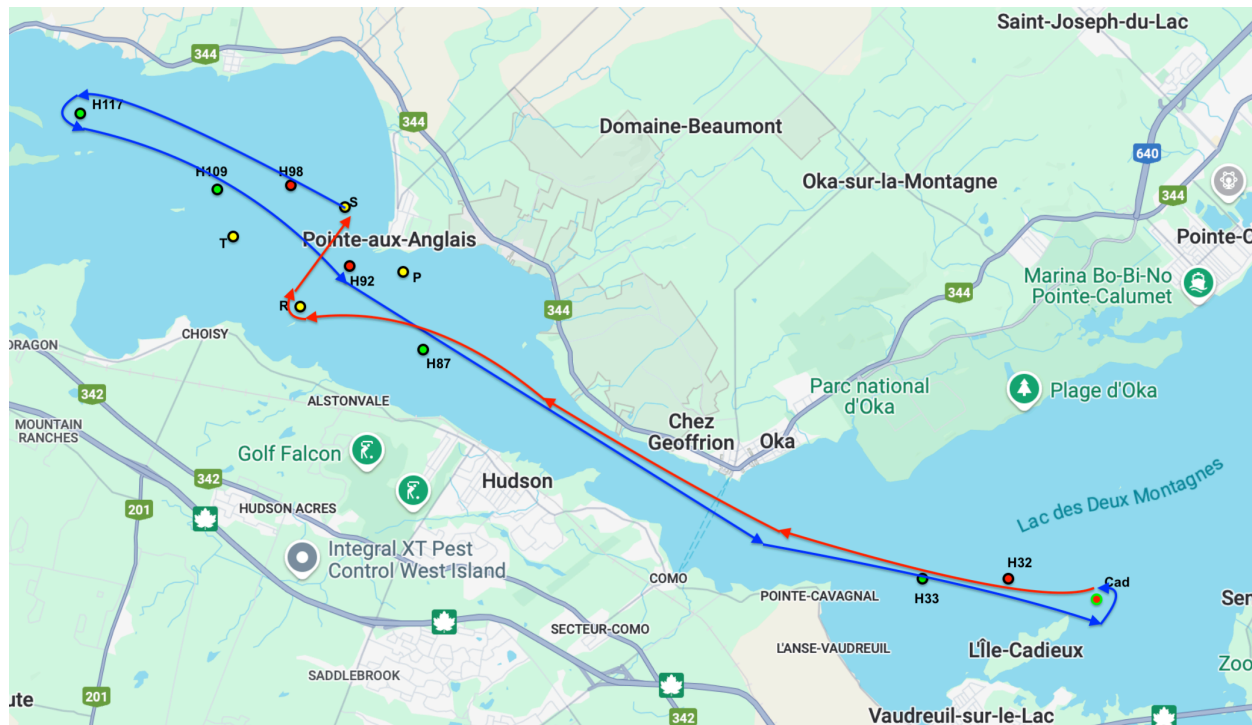 Saint-Joseph-du-Lac
344
H117
344
Domaine-Beaumont
640
H109
H98
Oka-sur-la-Montagne
344
S
T
Pointe-aux-Anglais
Pointe-C
P
H92
Marina Bo-Bi-No
Pointe-Calumet
344
R
344
CHOISY
ORAGON
H87
342
Parc national
d'Oka
Plage d'Oka
ALSTONVALE
MOUNTAIN
RANCHES
Chez
Geoffrion
Oka
Golf Falcon
342
Hudson
Lac des Deux Montagnes
201
HUDSON ACRES
Integral XT Pest
Control West Island
COMO
H32
Cad
H33
POINTE-CAVAGNAL
Sen
SECTEUR-COMO
L'ANSE-VAUDREUIL
L'Île-Cadieux
Zoo
SADDLEBROOK
201
ute
342
Vaudreuil-sur-le-Lac